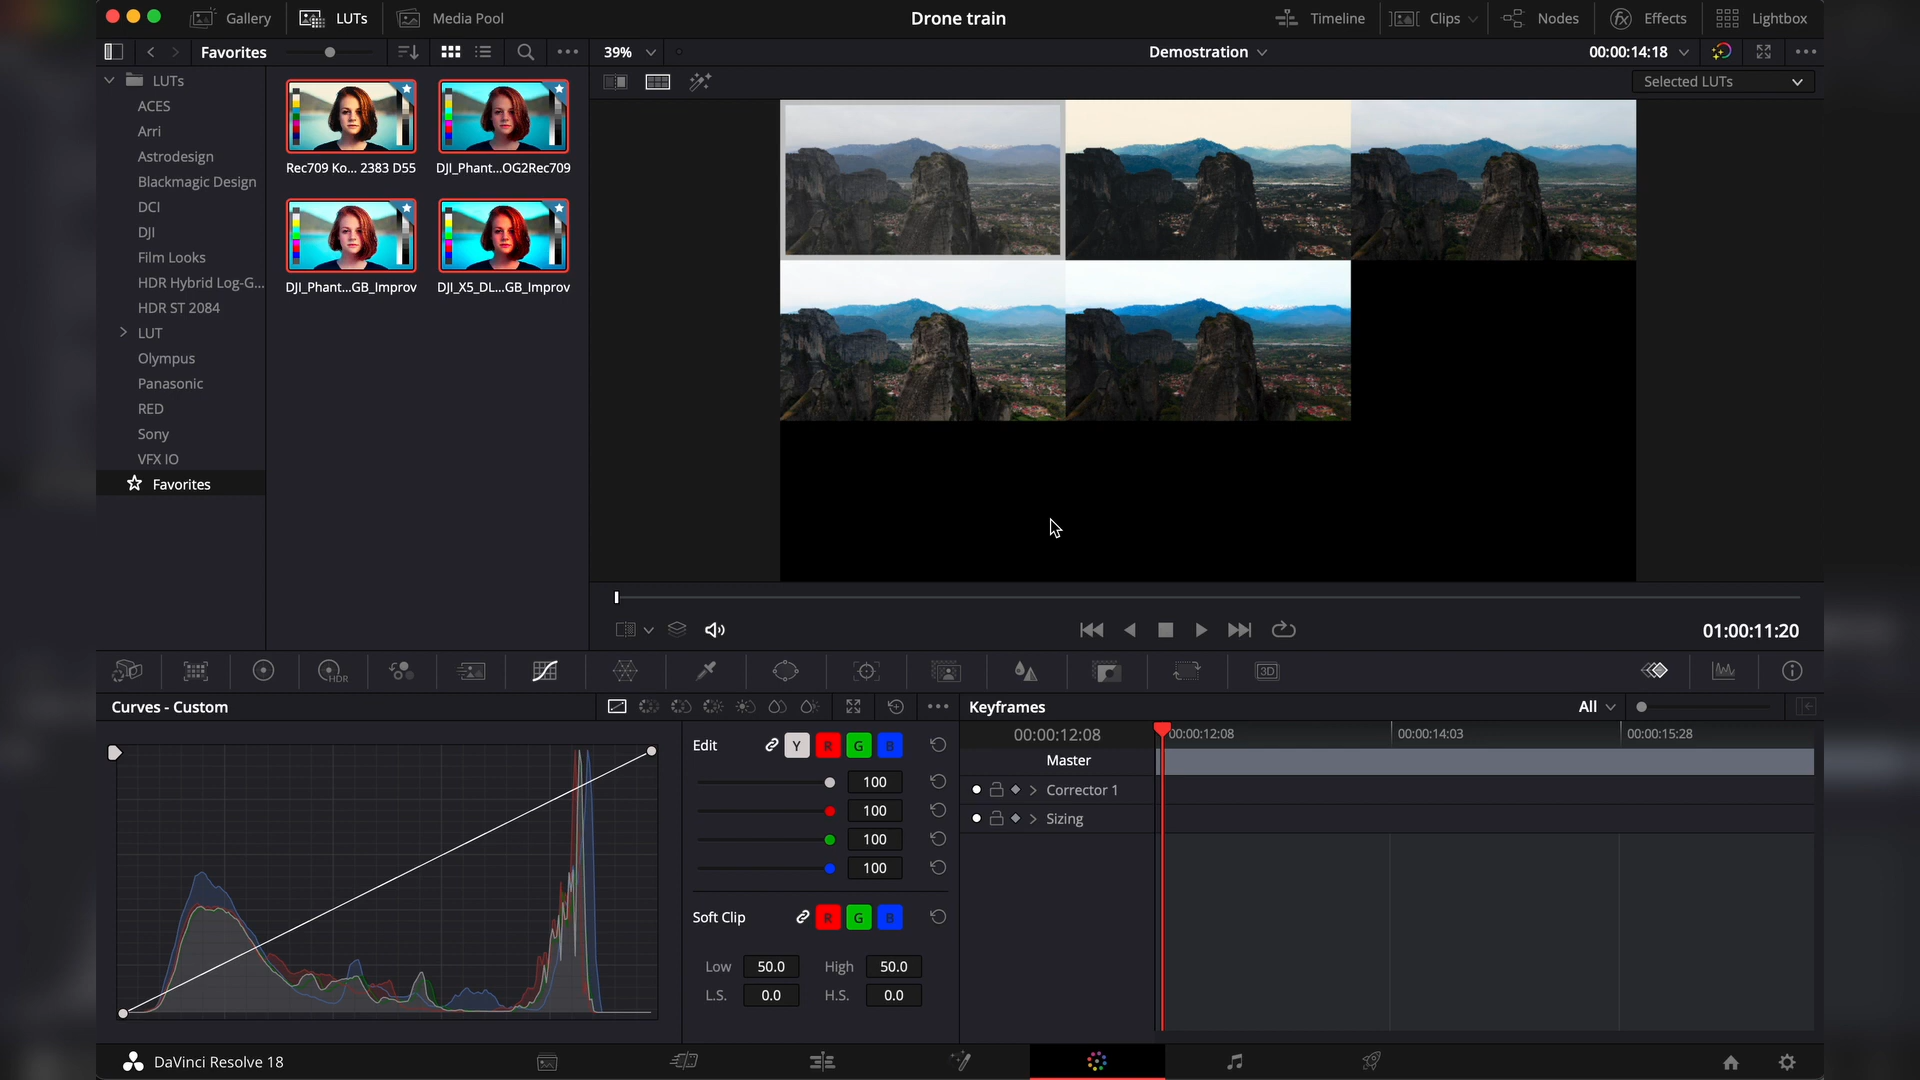 Gallery
LUTs
Media Pool
Drone train
Timeline
Clips
Nodes
Effects
Lightbox
Favorites
39%
Demostration
00:00:14:18
Selected LUTs
LUTs
ACES
Arri
Astrodesign
Blackmagic Design
DCI
DJI
Film Looks
HDR Hybrid Log-G...
HDR ST 2084
LUT
Olympus
Panasonic
RED
Sony
VFX IO
Favorites
Rec709 Ko... 2383 D55
DJI_Phant...OG2Rec709
DJI_Phant...GB_Improv
DJI_X5_DL...GB_Improv
01:00:11:20
HDR
3D
Curves - Custom
Edit
Y
R
G
B
100
100
100
100
Soft Clip
R
G
B
Low
50.0
High
50.0
L.S.
0.0
H.S.
0.0
Keyframes
All
00:00:12:08
00:00:12:08
00:00:14:03
00:00:15:28
Master
Corrector 1
Sizing
DaVinci Resolve 18